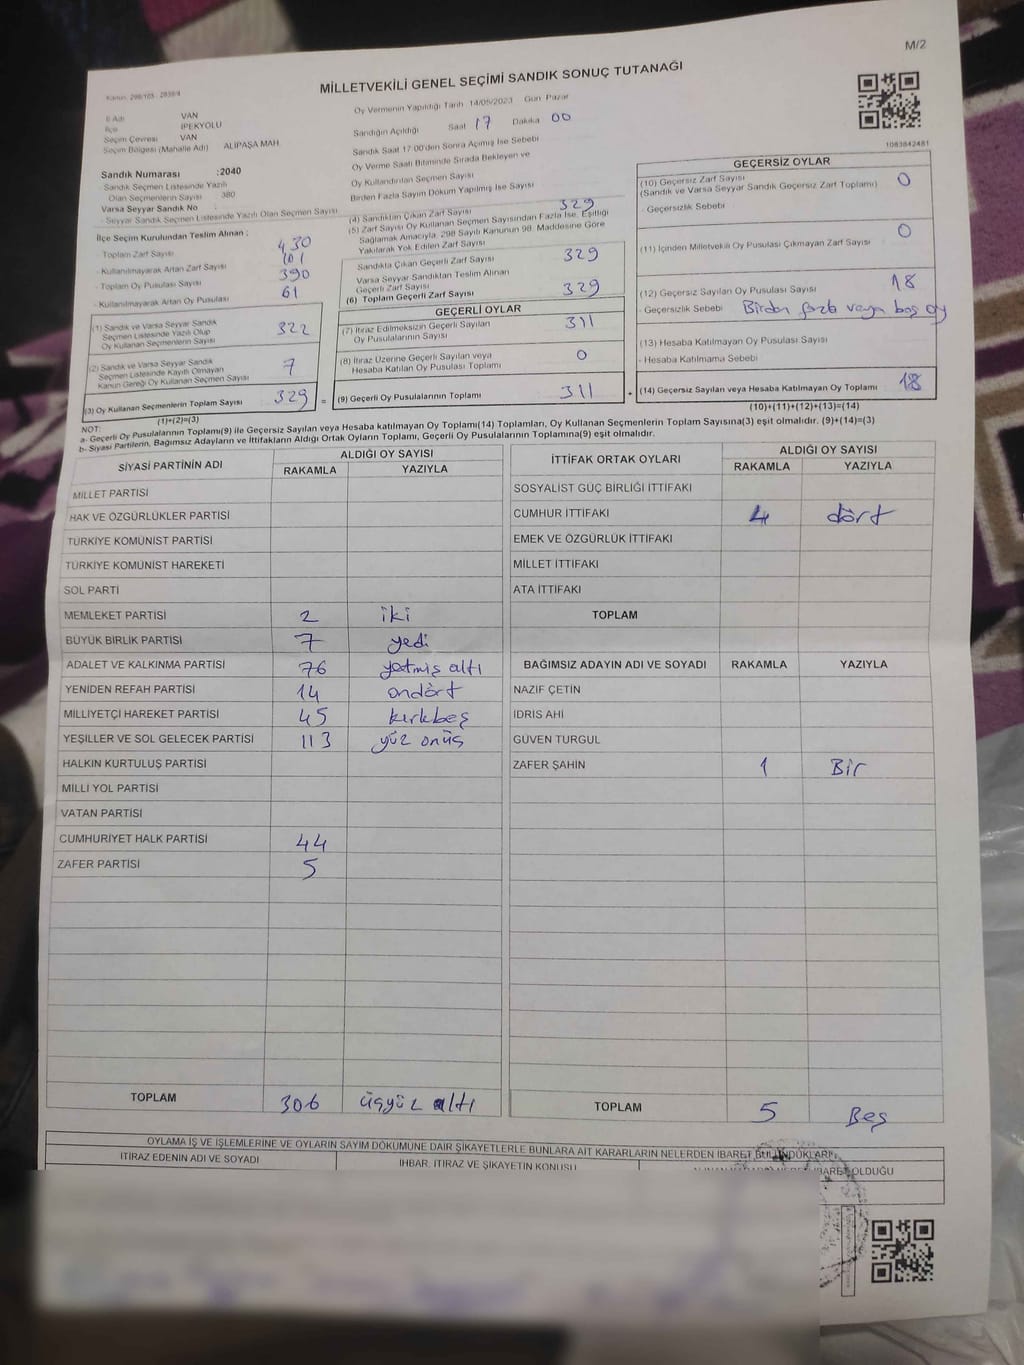 M/2
MİLLETVEKİLİ GENEL SEÇİMİ SANDIK SONUÇ TUTANAĞI
Oy Vermenin Yapıldığı Tarih 14/05/2023 Gün Pazar
Sandığın Açıldığı Saat 17 Dakika 00
Sandık Saat 17:00'den Sonra Açımış İse Sebebi
Oy Verme Saati Bitiminde Sırada Bekleyen ve
Oy Kullandırılan Seçmen Sayısı
Birden Fazla Sayım Döküm Yapılmış İse Sayısı
İl Adı VAN
İlçe İPEKYOLU
Seçim Çevresi VAN
Seçim Bölgesi (Mahalle Adı) ALİPAŞA MAH.
Sandık Numarası :2040
Sandık Seçmen Listesinde Yazılı
Olan Seçmenlerin Sayısı 380
Varsa Seyyar Sandık No
- Seyyar Sandık Seçmen Listesinde Yazılı Olan Seçmen Sayısı
İlçe Seçim Kurulundan Teslim Alınan :
Toplam Zarf Sayısı 430
- Kullanılmayarak Artan Zarf Sayısı 101
- Toplam Oy Pusulası Sayısı 390
- Kullanılmayarak Artan Oy Pusulası 61
(1) Sandık ve Varsa Seyyar Sandık
Seçmen Listesinde Yazılı Olup
Oy Kullanan Seçmenlerin Sayısı 322
(2) Sandık ve Varsa Seyyar Sandık
Seçmen Listesinde Kayıtlı Olmayan
Kanun Gereği Oy Kullanan Seçmen Sayısı 7
(3) Oy Kullanan Seçmenlerin Toplam Sayısı 329 =
(1)+(2)=(3)
(4) Sandıktan Çıkan Zarf Sayısı 329
(5) Zarf Sayısı Oy Kullanan Seçmen Sayısından Fazla İse, Eşitliği
Sağlamak Amacıyla, 298 Sayılı Kanunun 98. Maddesine Göre
Yakılarak Yok Edilen Zarf Sayısı
Sandıkta Çıkan Geçerli Zarf Sayısı 329
Varsa Seyyar Sandıktan Teslim Alınan
Geçerli Zarf Sayısı
(6) Toplam Geçerli Zarf Sayısı 329
GEÇERLİ OYLAR
(7) İtiraz Edilmeksizin Geçerli Sayılan
Oy Pusulalarının Sayısı 311
(8) İtiraz Üzerine Geçerli Sayılan veya
Hesaba Katılan Oy Pusulası Toplamı 0
(9) Geçerli Oy Pusulalarının Toplamı 311 +
1083842481
GEÇERSİZ OYLAR
(10) Geçersiz Zarf Sayısı
(Sandık ve Varsa Seyyar Sandık Geçersiz Zarf Toplamı) 0
- Geçersizlik Sebebi
(11) İçinden Milletvekili Oy Pusulası Çıkmayan Zarf Sayısı 0
(12) Geçersiz Sayılan Oy Pusulası Sayısı 18
- Geçersizlik Sebebi Birden fazla veya boş oy
(13) Hesaba Katılmayan Oy Pusulası Sayısı
- Hesaba Katılmama Sebebi
(14) Geçersiz Sayılan veya Hesaba Katılmayan Oy Toplamı 18
(10)+(11)+(12)+(13)=(14)
NOT:
a- Geçerli Oy Pusulalarının Toplamı(9) ile Geçersiz Sayılan veya Hesaba katılmayan Oy Toplamı(14) Toplamları, Oy Kullanan Seçmenlerin Toplam Sayısına(3) eşit olmalıdır. (9)+(14)=(3)
b- Siyasi Partilerin, Bağımsız Adayların ve İttifakların Aldığı Ortak Oyların Toplamı, Geçerli Oy Pusulalarının Toplamına(9) eşit olmalıdır.
SİYASİ PARTİNİN ADI ALDIĞI OY SAYISI
RAKAMLA YAZIYLA
MİLLET PARTİSİ
HAK VE ÖZGÜRLÜKLER PARTİSİ
TÜRKİYE KOMÜNİST PARTİSİ
TÜRKİYE KOMÜNİST HAREKETİ
SOL PARTİ
MEMLEKET PARTİSİ 2 iki
BÜYÜK BİRLİK PARTİSİ 7 yedi
ADALET VE KALKINMA PARTİSİ 76 yetmiş altı
YENİDEN REFAH PARTİSİ 14 ondört
MİLLİYETÇİ HAREKET PARTİSİ 45 kırkbeş
YEŞİLLER VE SOL GELECEK PARTİSİ 113 yüz onüç
HALKIN KURTULUŞ PARTİSİ
MİLLİ YOL PARTİSİ
VATAN PARTİSİ
CUMHURİYET HALK PARTİSİ 44
ZAFER PARTİSİ 5
TOPLAM 306 üçyüz altı
İTTİFAK ORTAK OYLARI ALDIĞI OY SAYISI
RAKAMLA YAZIYLA
SOSYALİST GÜÇ BİRLİĞİ İTTİFAKI
CUMHUR İTTİFAKI 4 dört
EMEK VE ÖZGÜRLÜK İTTİFAKI
MİLLET İTTİFAKI
ATA İTTİFAKI
TOPLAM
BAĞIMSIZ ADAYIN ADI VE SOYADI RAKAMLA YAZIYLA
NAZİF ÇETİN
İDRİS AHİ
GÜVEN TURGUL
ZAFER ŞAHİN 1 Bir
TOPLAM 5 Beş
OYLAMA İŞ VE İŞLEMLERİNE VE OYLARIN SAYIM DÖKÜMÜNE DAİR ŞİKAYETLERLE BUNLARA AİT KARARLARIN NELERDEN İBARET BULUNDUKLARI
İTİRAZ EDENİN ADI VE SOYADI İHBAR, İTİRAZ VE ŞİKAYETİN KONUSU İBARET OLDUĞU